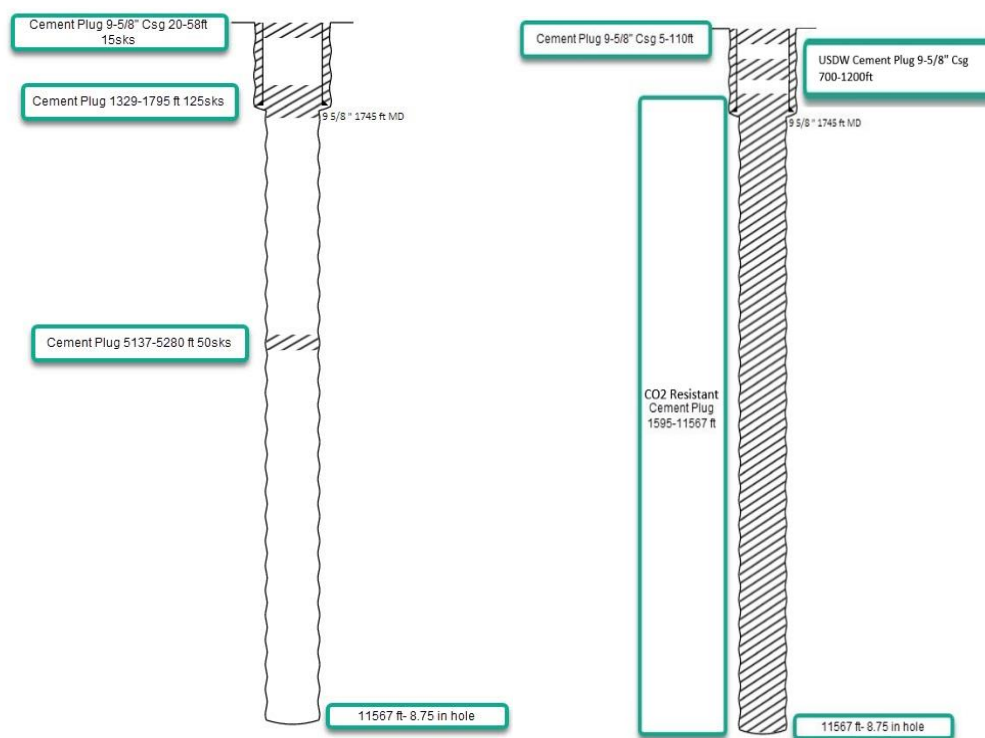 Cement Plug 9-5/8" Csg 20-58ft
15sks
Cement Plug 1329-1795 ft 125sks
9 5/8 " 1745 ft MD
Cement Plug 5137-5280 ft 50sks
11567 ft- 8.75 in hole
Cement Plug 9-5/8" Csg 5-110ft
USDW Cement Plug 9-5/8" Csg
700-1200ft
9 5/8 " 1745 ft MD
CO2 Resistant
Cement Plug
1595-11567 ft
11567 ft- 8.75 in hole